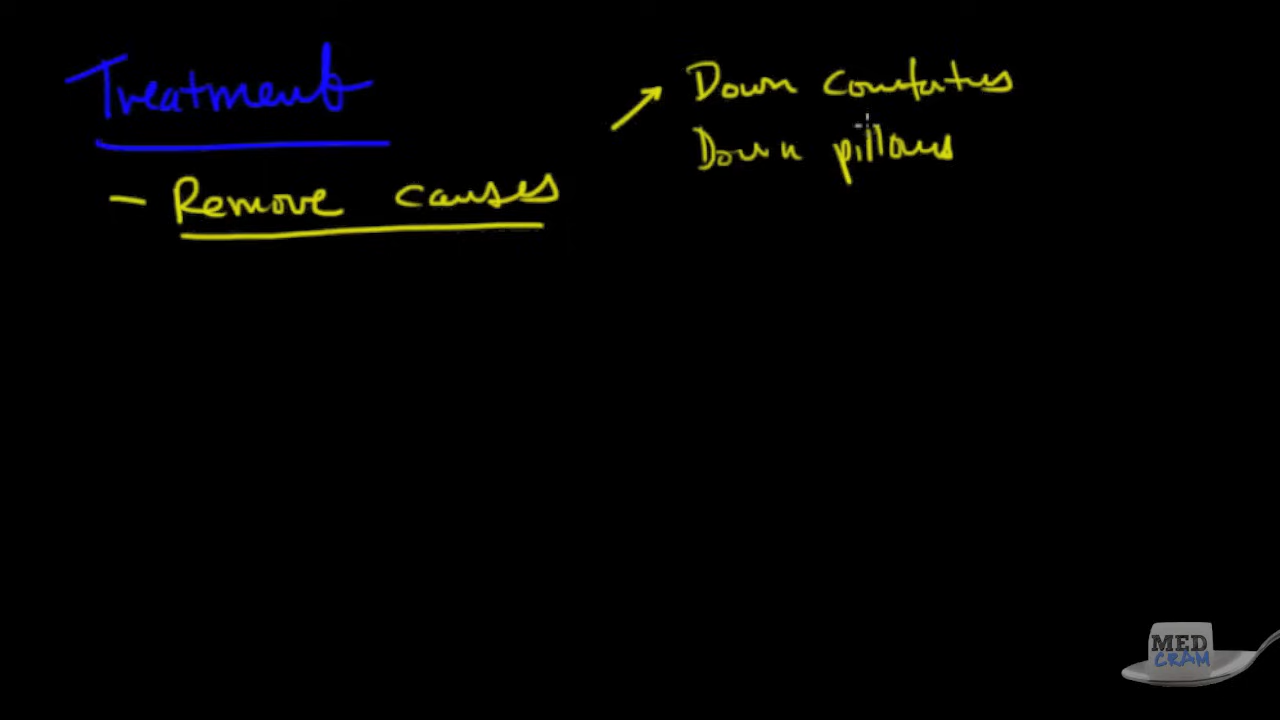 Treatment
- Remove causes
Down comforters
Down pillows
MED
CRAM